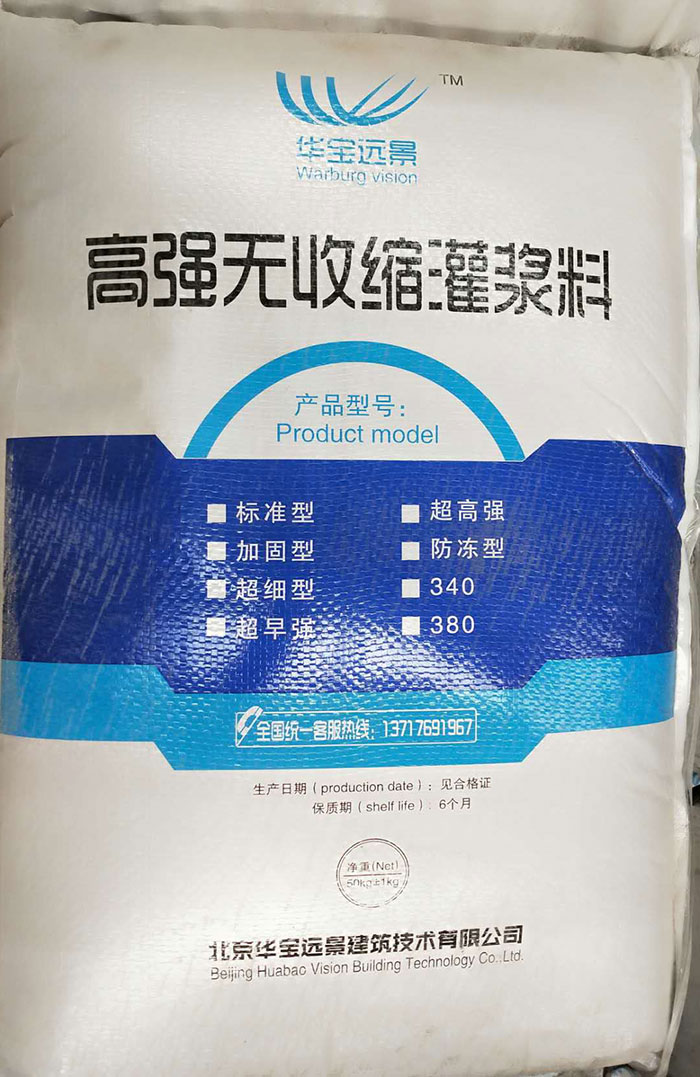 TM
华宝远景
Warburg vision
高强无收缩灌浆料
产品型号：
Product model
标准型
超高强
加固型
防冻型
超细型
340
超早强
380
全国统一客服热线：13717691967
生产日期（production date）：见合格证
保质期（shelf life）：6个月
净重(Net)
50kg±1kg
北京华宝远景建筑技术有限公司
Beijing Huabac Vision Building Technology Co.,Ltd.